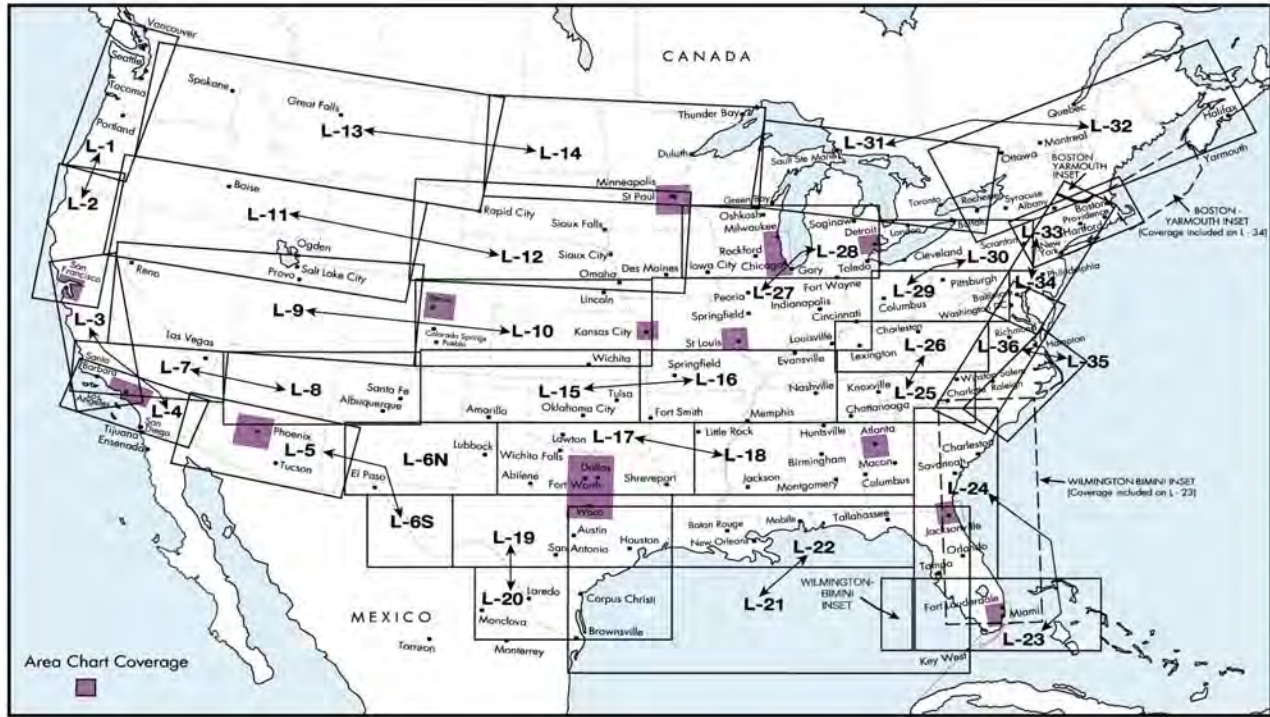 CANADA
Vancouver
Seattle
Tacoma
Portland
Spokane
Great Falls
L-13
L-14
Thunder Bay
Duluth
Sault Ste Marie
L-31
L-32
Quebec
Montreal
Ottawa
Halifax
Yarmouth
BOSTON
YARMOUTH
INSET
BOSTON -
YARMOUTH INSET
(Coverage included on L - 34)
L-1
L-2
Boise
L-11
Rapid City
Minneapolis
St Paul
Sioux Falls
L-12
Sioux City
Omaha
Des Moines
Green Bay
Oshkosh
Milwaukee
Rockford
Chicago
Iowa City
Gary
Saginaw
Detroit
London
L-28
Toledo
Toronto
Rochester
Buffalo
Syracuse
Albany
Boston
Providence
Hartford
Scranton
L-33
New
York
Cleveland
L-30
Philadelphia
L-34
Ogden
Salt Lake City
Provo
Reno
San
Francisco
L-3
L-9
L-10
Colorado Springs
Pueblo
Lincoln
Kansas City
Peoria
L-27
Springfield
St Louis
Fort Wayne
Indianapolis
Cincinnati
Louisville
Evansville
L-29
Columbus
Pittsburgh
Washington DC
Charleston
Lexington
L-26
Richmond
Hampton
L-36
L-35
Las Vegas
Santa
Barbara
Los
Angeles
L-7
L-8
L-4
San
Diego
Tijuana
Ensenada
Santa Fe
Albuquerque
Wichita
L-15
Tulsa
Oklahoma City
Amarillo
Springfield
L-16
Nashville
Fort Smith
Memphis
Knoxville
L-25
Winston Salem
Raleigh
Chattanooga
Phoenix
L-5
Tucson
El Paso
L-6N
Lubbock
Lawton
L-17
Wichita Falls
Abilene
Dallas
Fort Worth
Waco
Shreveport
Little Rock
L-18
Jackson
Huntsville
Birmingham
Montgomery
Atlanta
Macon
Columbus
Charleston
Savannah
L-24
WILMINGTON-BIMINI INSET
(Coverage included on L - 23)
L-6S
L-19
Austin
San Antonio
Houston
Baton Rouge
New Orleans
Mobile
Tallahassee
L-22
Jacksonville
Orlando
Tampa
L-20
Laredo
Monclova
Corpus Christi
Brownsville
L-21
WILMINGTON-
BIMINI
INSET
Fort Lauderdale
Miami
L-23
Key West
MEXICO
Torreon
Monterrey
Area Chart Coverage